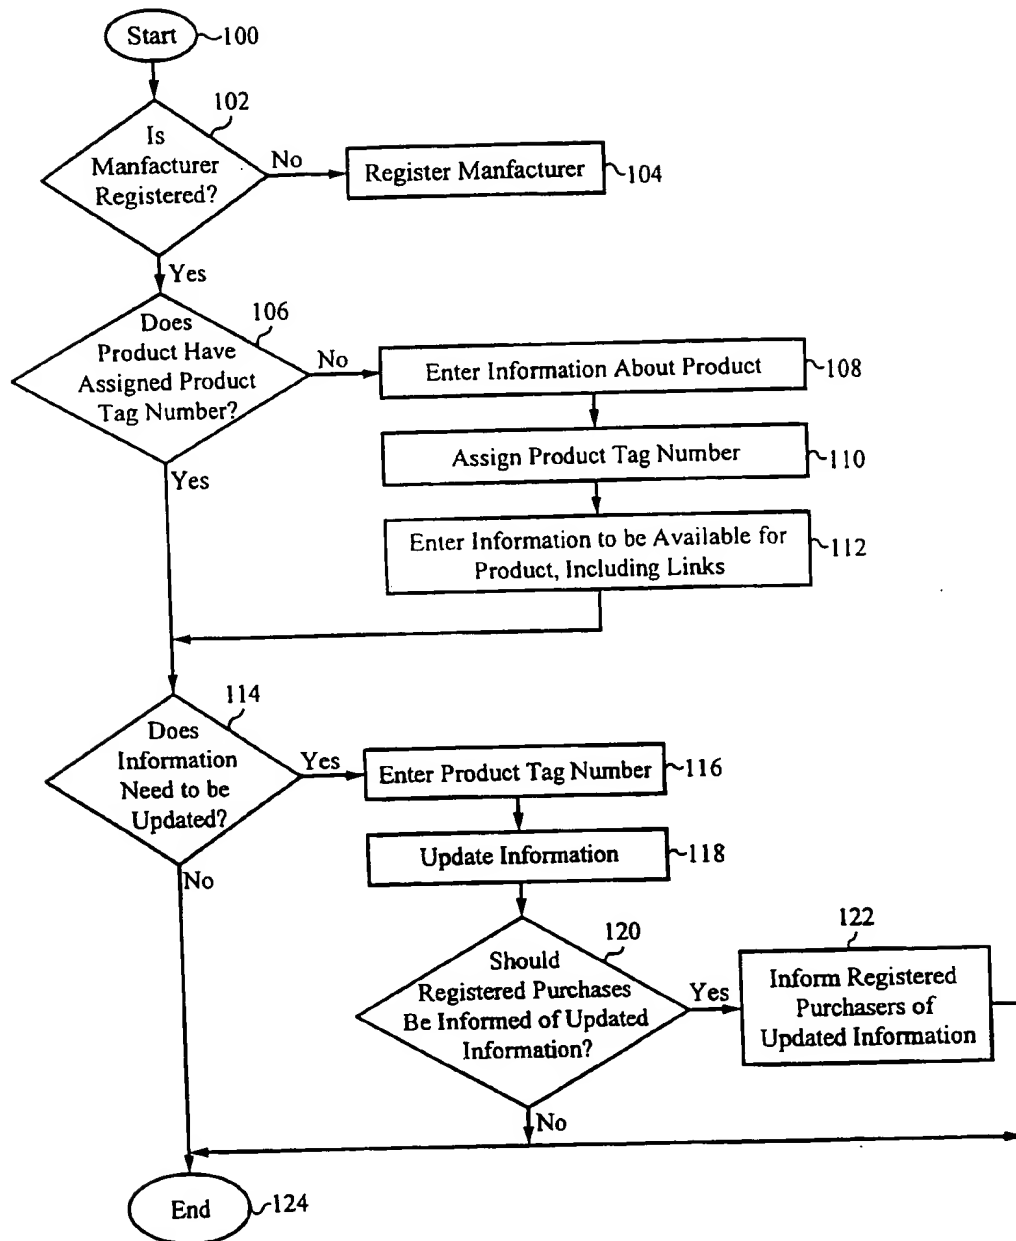 Start
100
102
Is
Manfacturer
Registered?
No
Register Manfacturer
104
Yes
106
Does
Product Have
Assigned Product
Tag Number?
No
Enter Information About Product
108
Assign Product Tag Number
110
Yes
Enter Information to be Available for
Product, Including Links
112
114
Does
Information
Need to be
Updated?
Yes
Enter Product Tag Number
116
Update Information
118
No
120
Should
Registered Purchases
Be Informed of Updated
Information?
Yes
122
Inform Registered
Purchasers of
Updated Information
No
End
124